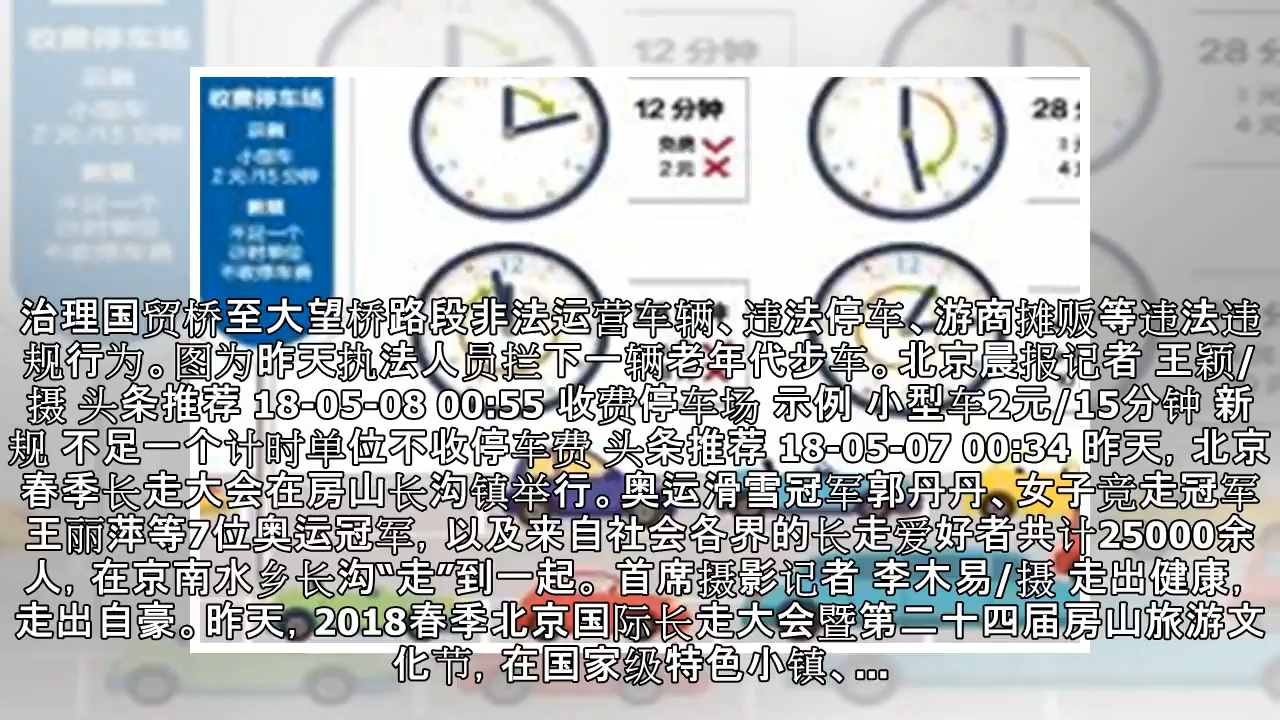 收费停车场
示例
小型车
2元/15分钟
新规
不足一个
计时单位
不收停车费
12分钟
免费
2元
28分
12
治理国贸桥至大望桥路段非法运营车辆、违法停车、游商摊贩等违法违
规行为。图为昨天执法人员拦下一辆老年代步车。北京晨报记者 王颖/
摄 头条推荐 18-05-08 00:55 收费停车场 示例 小型车2元/15分钟 新
规 不足一个计时单位不收停车费 头条推荐 18-05-07 00:34 昨天, 北京
春季长走大会在房山长沟镇举行。奥运滑雪冠军郭丹丹、女子竞走冠军
王丽萍等7位奥运冠军, 以及来自社会各界的长走爱好者共计25000余
人, 在京南水乡长沟“走”到一起。首席摄影记者 李木易/摄 走出健康,
走出自豪。昨天, 2018春季北京国际长走大会暨第二十四届房山旅游文
化节, 在国家级特色小镇、...